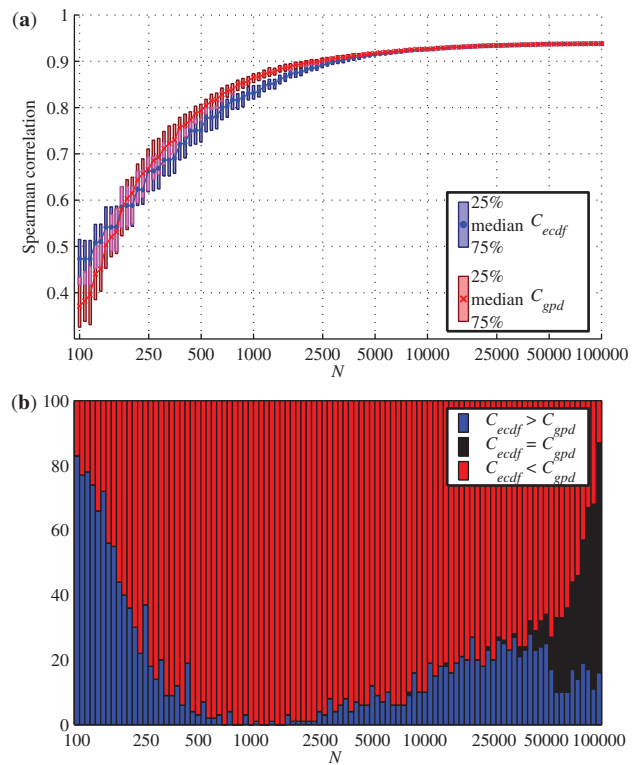 (a)
1
0.9
0.8
0.7
0.6
0.5
0.4
Spearman correlation
25%
median C_ecdf
75%
25%
median C_gpd
75%
100 250 500 1000 2500 5000 10000 25000 50000 100000
N
(b)
100
80
60
40
20
0
C_ecdf > C_gpd
C_ecdf = C_gpd
C_ecdf < C_gpd
100 250 500 1000 2500 5000 10000 25000 50000 100000
N